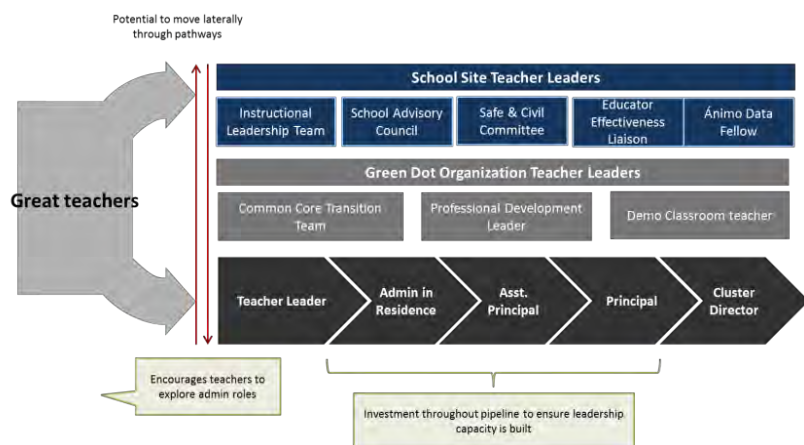 Potential to move laterally
through pathways
School Site Teacher Leaders
Instructional
Leadership Team
School Advisory
Council
Safe & Civil
Committee
Educator
Effectiveness
Liaison
Ánimo Data
Fellow
Great teachers
Green Dot Organization Teacher Leaders
Common Core Transition
Team
Professional Development
Leader
Demo Classroom teacher
Teacher Leader
Admin in
Residence
Asst.
Principal
Principal
Cluster
Director
Encourages teachers to
explore admin roles
Investment throughout pipeline to ensure leadership
capacity is built